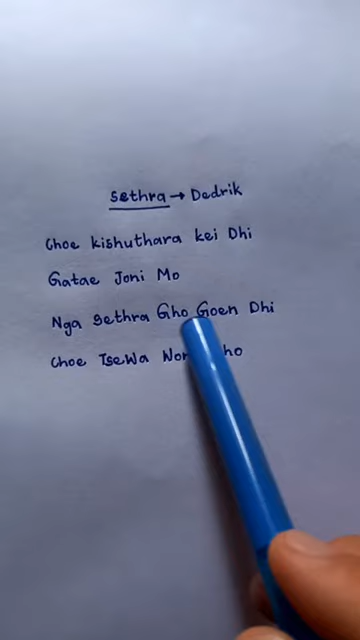 Sethra → Dedrik
Choe kishuthara kei Dhi
Gatae Joni Mo
Nga Sethra Gho Goen Dhi
Choe TseWa